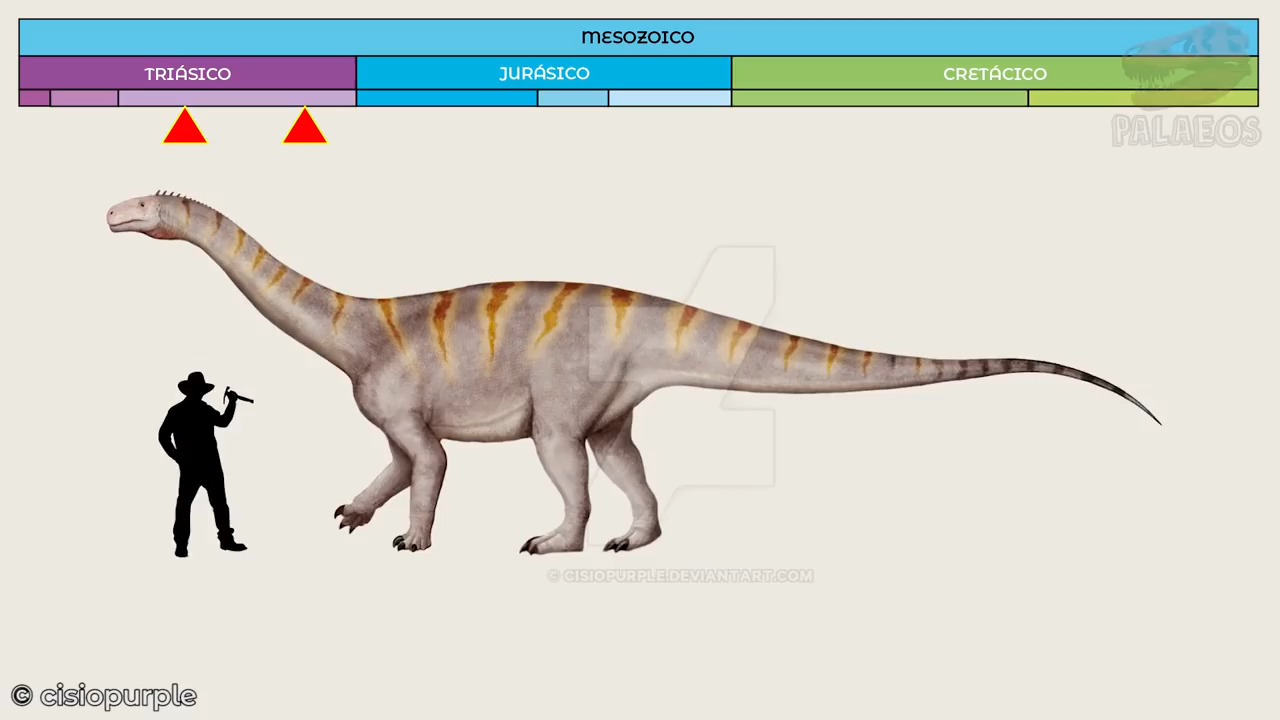 MESOZOICO
TRIÁSICO JURÁSICO CRETÁCICO
PALAEOS
© CISIOPURPLE.DEVIANTART.COM
© cisiopurple